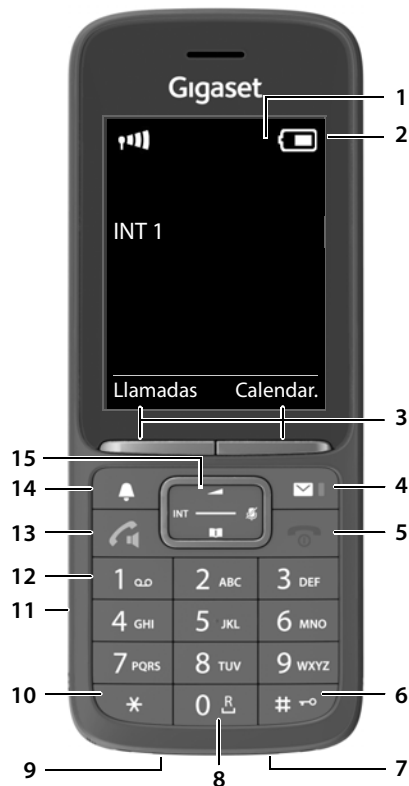 Gigaset
1
2
INT 1
Llamadas Calendar.
3
15
14
4
INT
13
5
12
1 2 ABC 3 DEF
11
4 GHI 5 JKL 6 MNO
7 PQRS 8 TUV 9 WXYZ
10
* 0 R #
6
9
8
7